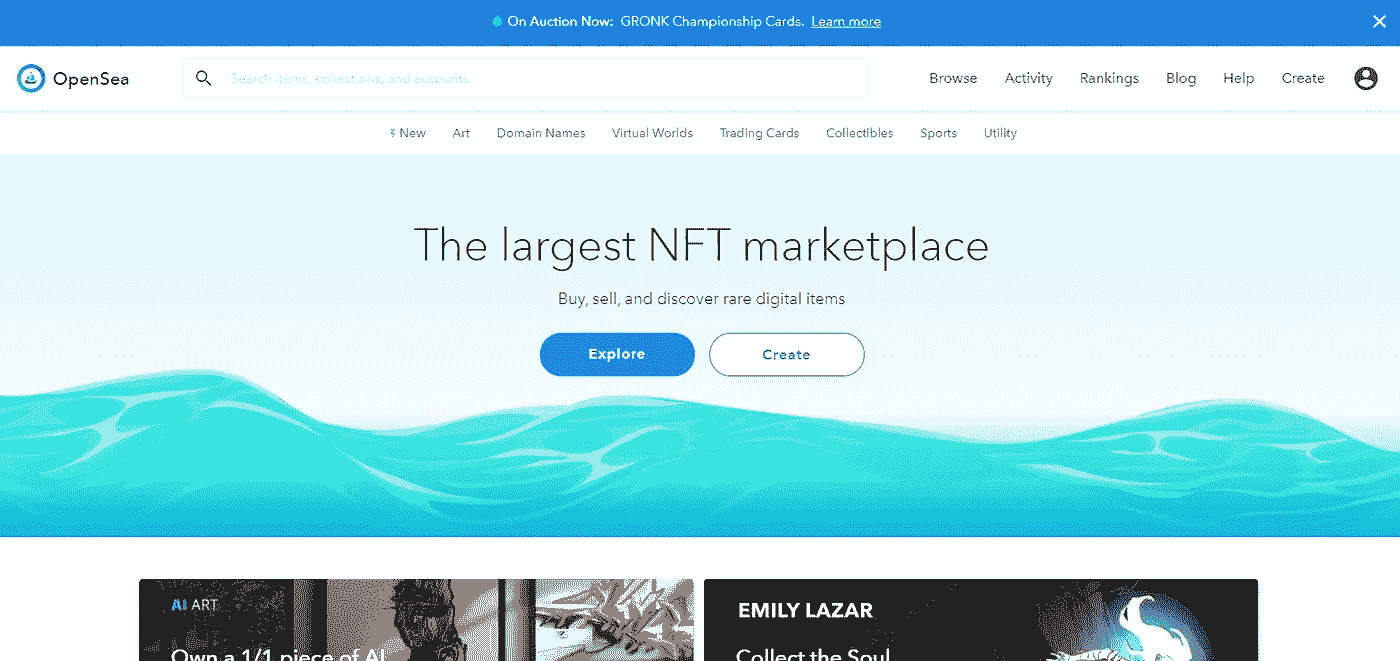 On Auction Now: GRONK Championship Cards. Learn more
OpenSea
Search items, collections, and accounts
Browse Activity Rankings Blog Help Create
New Art Domain Names Virtual Worlds Trading Cards Collectibles Sports Utility
The largest NFT marketplace
Buy, sell, and discover rare digital items
Explore Create
AI ART
Own a 1/1 piece of AI
EMILY LAZAR
Collect the Soul